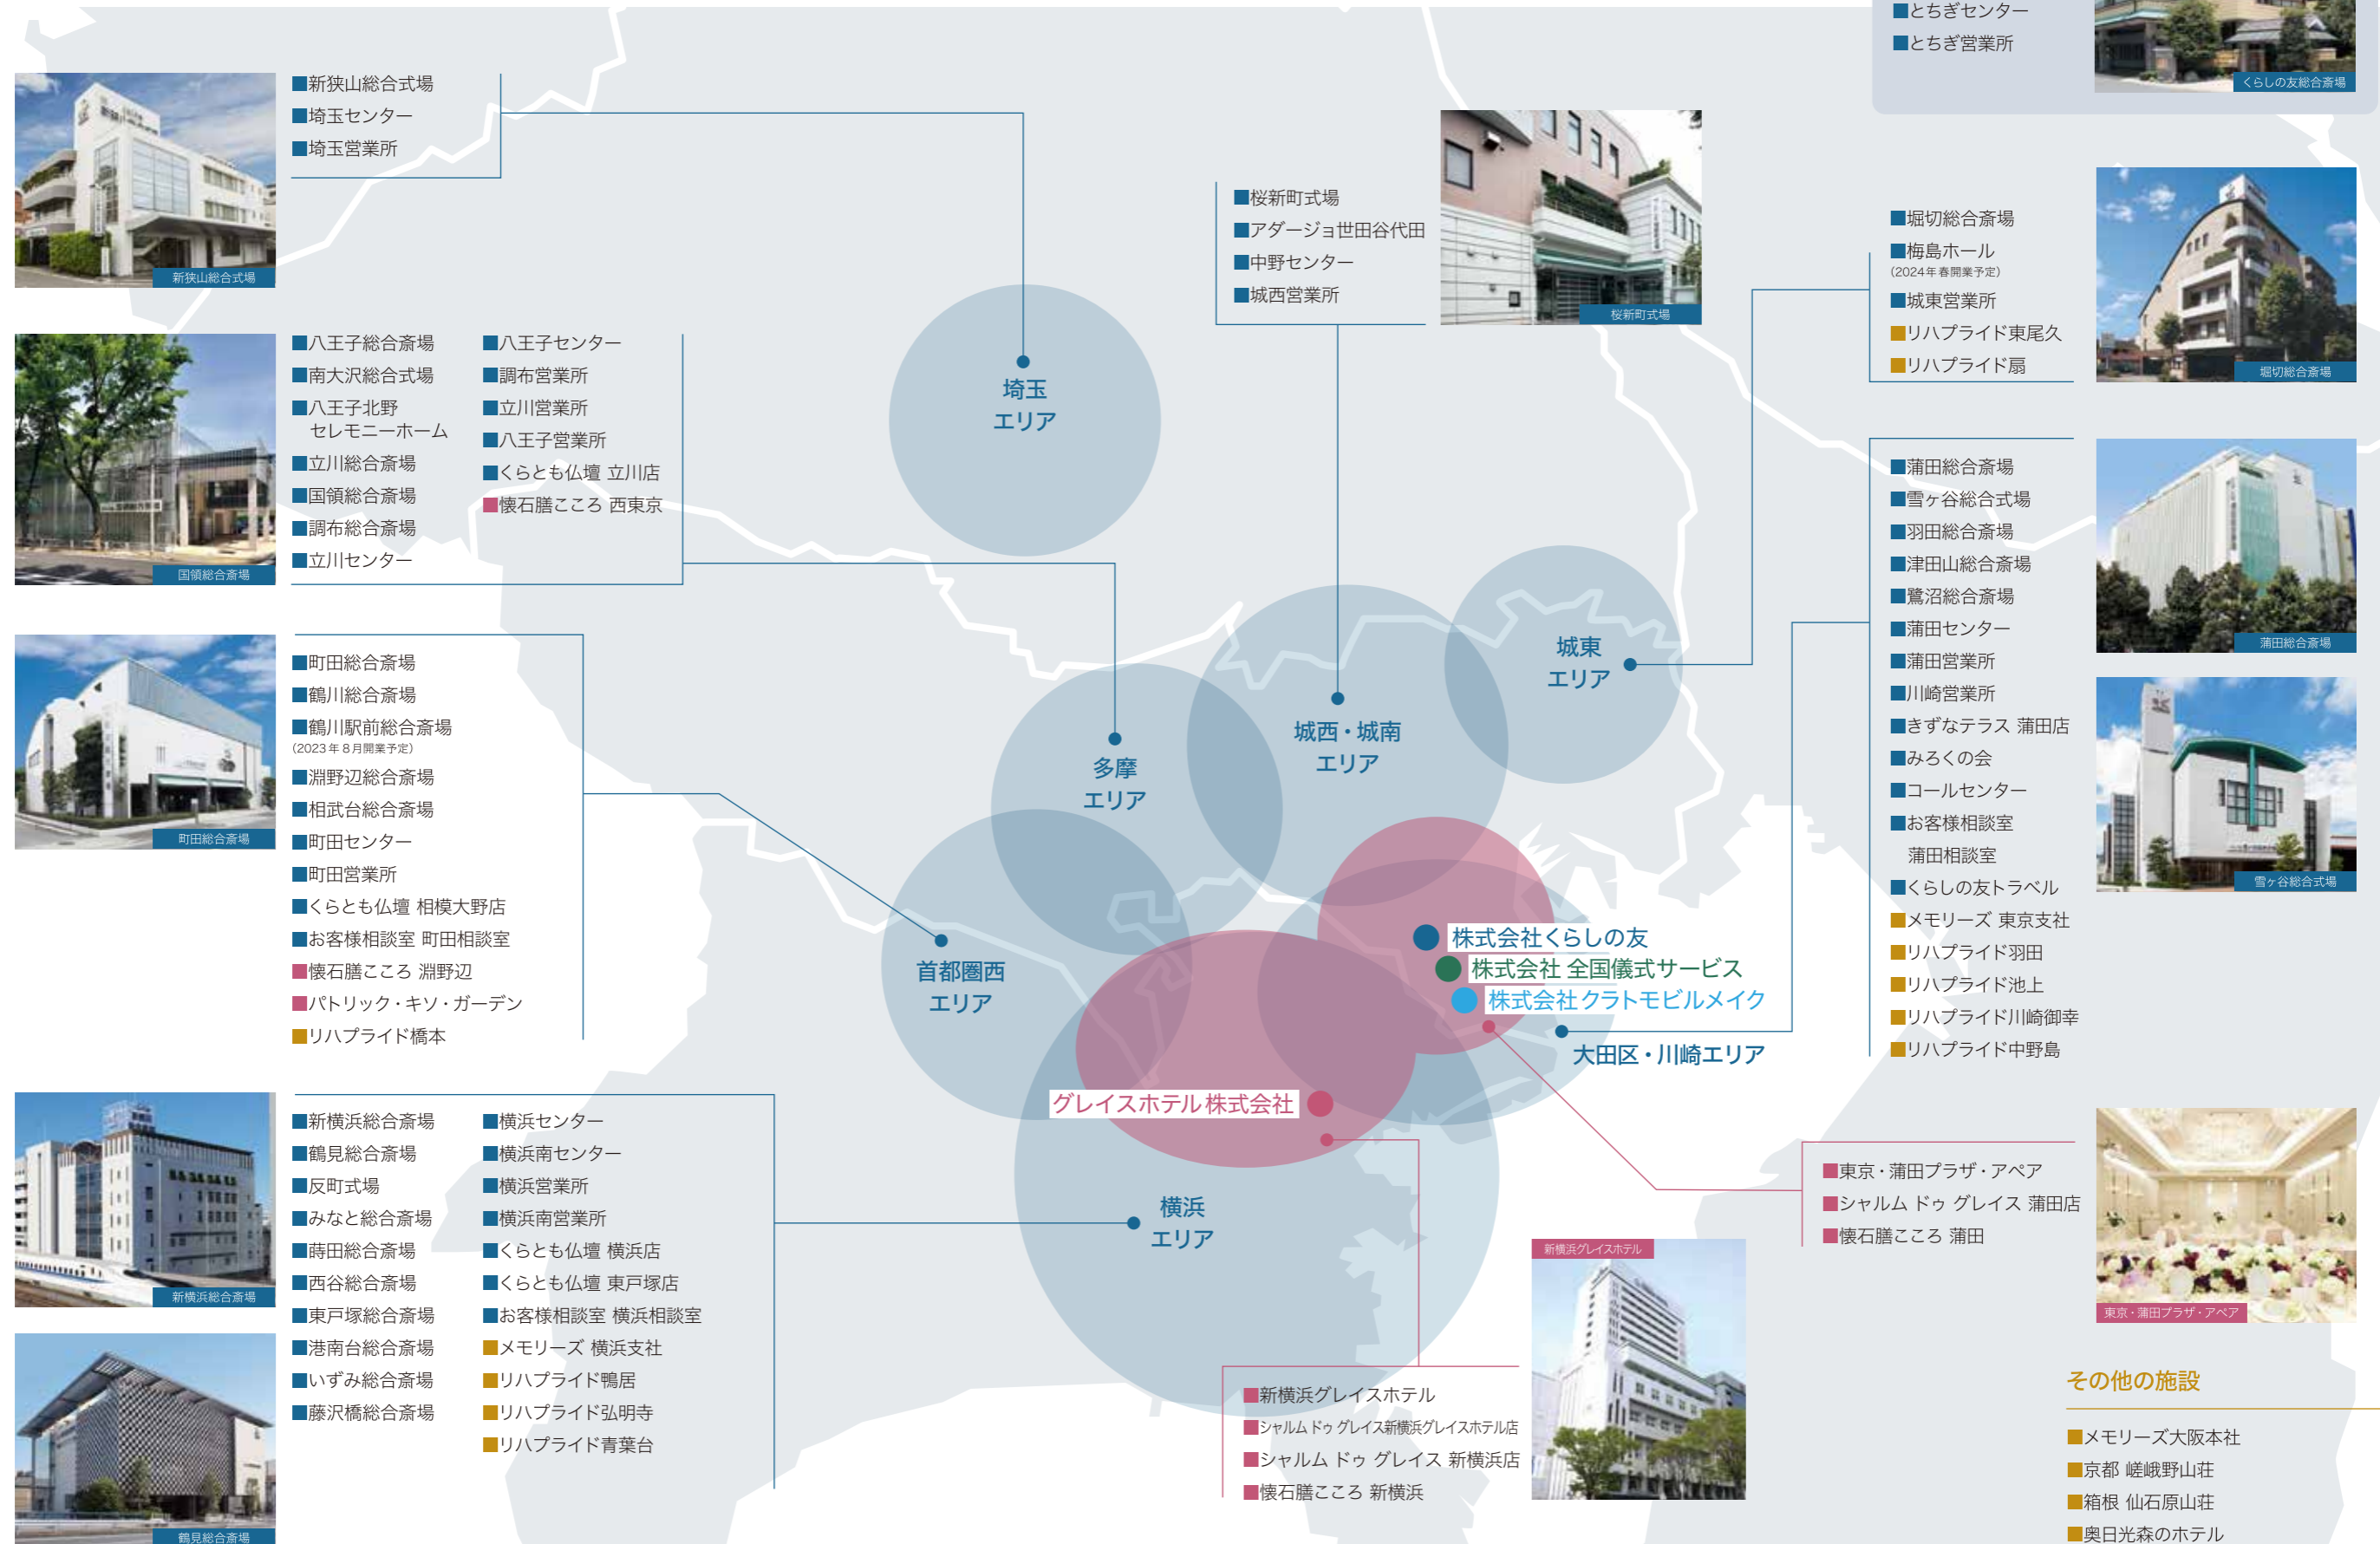 ■とちぎセンター
■とちぎ営業所
くらしの友総合斎場
■新狭山総合式場
■埼玉センター
■埼玉営業所
新狭山総合式場
■八王子総合斎場
■南大沢総合式場
■八王子北野
セレモニーホーム
■立川総合斎場
■国領総合斎場
■調布総合斎場
■立川センター
■八王子センター
■調布営業所
■立川営業所
■八王子営業所
■くらとも仏壇 立川店
■懐石膳こころ 西東京
国領総合斎場
■町田総合斎場
■鶴川総合斎場
■鶴川駅前総合斎場
(2023年8月開業予定)
■淵野辺総合斎場
■相武台総合斎場
■町田センター
■町田営業所
■くらとも仏壇 相模大野店
■お客様相談室 町田相談室
■懐石膳こころ 淵野辺
■パトリック・キソ・ガーデン
■リハプライド橋本
町田総合斎場
■新横浜総合斎場
■鶴見総合斎場
■反町式場
■みなと総合斎場
■蒔田総合斎場
■西谷総合斎場
■東戸塚総合斎場
■港南台総合斎場
■いずみ総合斎場
■藤沢橋総合斎場
■横浜センター
■横浜南センター
■横浜営業所
■横浜南営業所
■くらとも仏壇 横浜店
■くらとも仏壇 東戸塚店
■お客様相談室 横浜相談室
■メモリーズ 横浜支社
■リハプライド鴨居
■リハプライド弘明寺
■リハプライド青葉台
新横浜総合斎場
鶴見総合斎場
■桜新町式場
■アダージョ世田谷代田
■中野センター
■城西営業所
桜新町式場
埼玉
エリア
城東
エリア
城西・城南
エリア
多摩
エリア
首都圏西
エリア
株式会社くらしの友
株式会社 全国儀式サービス
株式会社クラトモビルメイク
大田区・川崎エリア
グレイスホテル株式会社
横浜
エリア
■堀切総合斎場
■梅島ホール
(2024年春開業予定)
■城東営業所
■リハプライド東尾久
■リハプライド扇
堀切総合斎場
■蒲田総合斎場
■雪ヶ谷総合式場
■羽田総合斎場
■津田山総合斎場
■鷺沼総合斎場
■蒲田センター
■蒲田営業所
■川崎営業所
■きずなテラス 蒲田店
■みろくの会
■コールセンター
■お客様相談室
蒲田相談室
■くらしの友トラベル
■メモリーズ 東京支社
■リハプライド羽田
■リハプライド池上
■リハプライド川崎御幸
■リハプライド中野島
蒲田総合斎場
雪ヶ谷総合式場
■東京・蒲田プラザ・アペア
■シャルム ドゥ グレイス 蒲田店
■懐石膳こころ 蒲田
東京・蒲田プラザ・アペア
■新横浜グレイスホテル
■シャルム ドゥ グレイス新横浜グレイスホテル店
■シャルム ドゥ グレイス 新横浜店
■懐石膳こころ 新横浜
新横浜グレイスホテル
その他の施設
■メモリーズ大阪本社
■京都 嵯峨野山荘
■箱根 仙石原山荘
■奥日光森のホテル